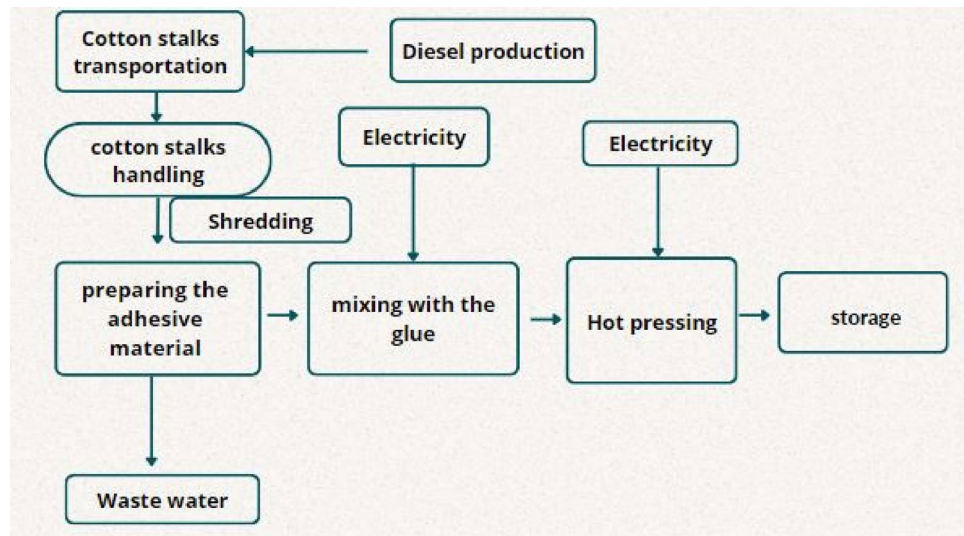 Cotton stalks
transportation
Diesel production
cotton stalks
handling
Electricity
Electricity
Shredding
preparing the
adhesive
material
mixing with the
glue
Hot pressing
storage
Waste water